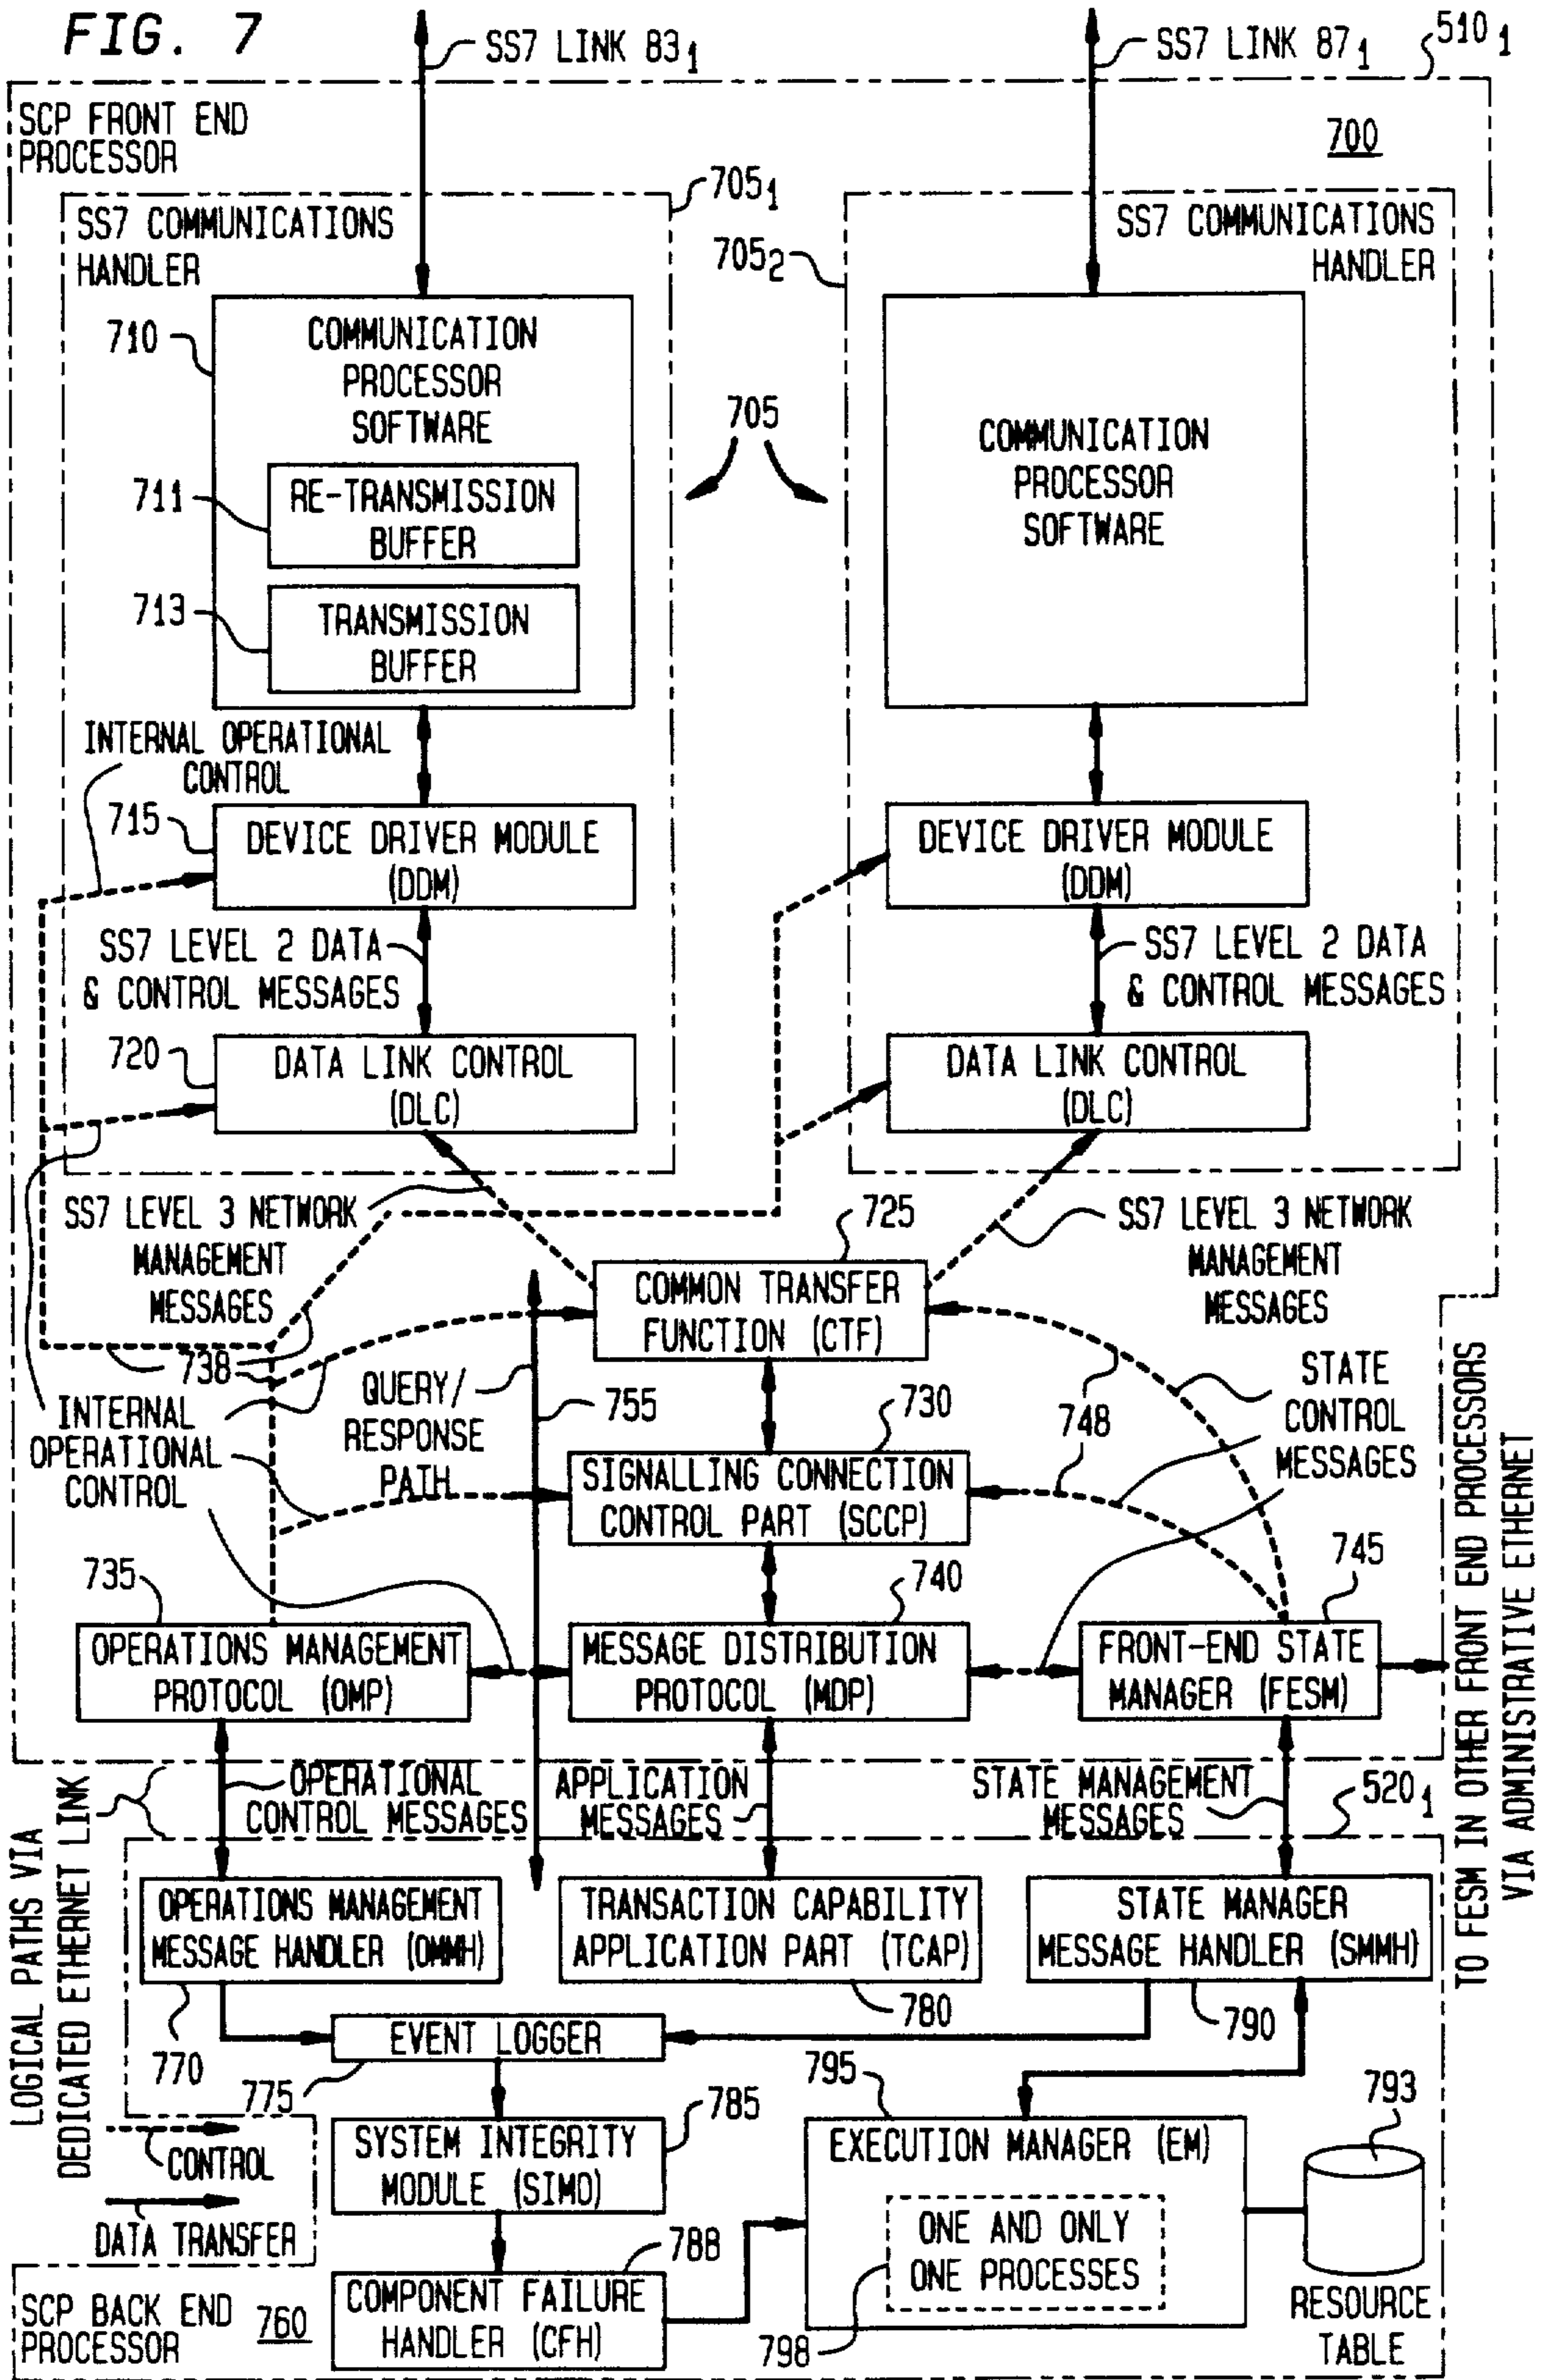 FIG. 7
SS7 LINK 83₁
SS7 LINK 87₁
510₁
SCP FRONT END
PROCESSOR
700
705₁
SS7 COMMUNICATIONS
HANDLER
705₂
SS7 COMMUNICATIONS
HANDLER
710
COMMUNICATION
PROCESSOR
SOFTWARE
705
COMMUNICATION
PROCESSOR
SOFTWARE
711
RE-TRANSMISSION
BUFFER
713
TRANSMISSION
BUFFER
INTERNAL OPERATIONAL
CONTROL
715
DEVICE DRIVER MODULE
(DDM)
DEVICE DRIVER MODULE
(DDM)
SS7 LEVEL 2 DATA
& CONTROL MESSAGES
SS7 LEVEL 2 DATA
& CONTROL MESSAGES
720
DATA LINK CONTROL
(DLC)
DATA LINK CONTROL
(DLC)
SS7 LEVEL 3 NETWORK
MANAGEMENT
MESSAGES
725
SS7 LEVEL 3 NETWORK
MANAGEMENT
MESSAGES
COMMON TRANSFER
FUNCTION (CTF)
738
INTERNAL
OPERATIONAL
CONTROL
QUERY/
RESPONSE
PATH
755
730
748
STATE
CONTROL
MESSAGES
SIGNALLING CONNECTION
CONTROL PART (SCCP)
735
740
745
OPERATIONS MANAGEMENT
PROTOCOL (OMP)
MESSAGE DISTRIBUTION
PROTOCOL (MDP)
FRONT-END STATE
MANAGER (FESM)
TO FESM IN OTHER FRONT END PROCESSORS
VIA ADMINISTRATIVE ETHERNET
LOGICAL PATHS VIA
DEDICATED ETHERNET LINK
OPERATIONAL
CONTROL MESSAGES
APPLICATION
MESSAGES
STATE MANAGEMENT
MESSAGES
520₁
OPERATIONS MANAGEMENT
MESSAGE HANDLER (OMMH)
TRANSACTION CAPABILITY
APPLICATION PART (TCAP)
STATE MANAGER
MESSAGE HANDLER (SMMH)
770
780
790
EVENT LOGGER
775
785
795
793
SYSTEM INTEGRITY
MODULE (SIMO)
EXECUTION MANAGER (EM)
CONTROL
DATA TRANSFER
788
ONE AND ONLY
ONE PROCESSES
COMPONENT FAILURE
HANDLER (CFH)
798
RESOURCE
TABLE
SCP BACK END
PROCESSOR
760